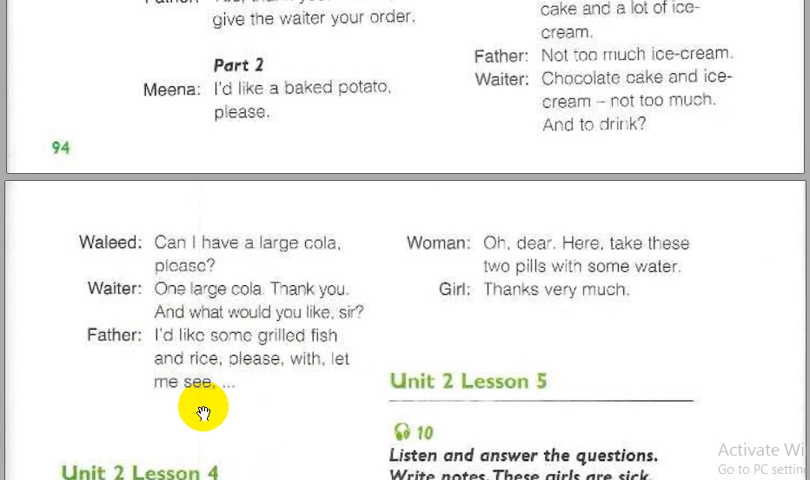 give the waiter your order.
Part 2
Meena: I'd like a baked potato,
please.
94
cake and a lot of ice-
cream.
Father: Not too much ice-cream.
Waiter: Chocolate cake and ice-
cream – not too much.
And to drink?
Waleed: Can I have a large cola,
please?
Waiter: One large cola. Thank you.
And what would you like, sir?
Father: I'd like some grilled fish
and rice, please, with, let
me see, ...
Unit 2 Lesson 4
Woman: Oh, dear. Here, take these
two pills with some water.
Girl: Thanks very much.
Unit 2 Lesson 5
10
Listen and answer the questions.
Write notes. These girls are sick.
Activate Wi
Go to PC settin